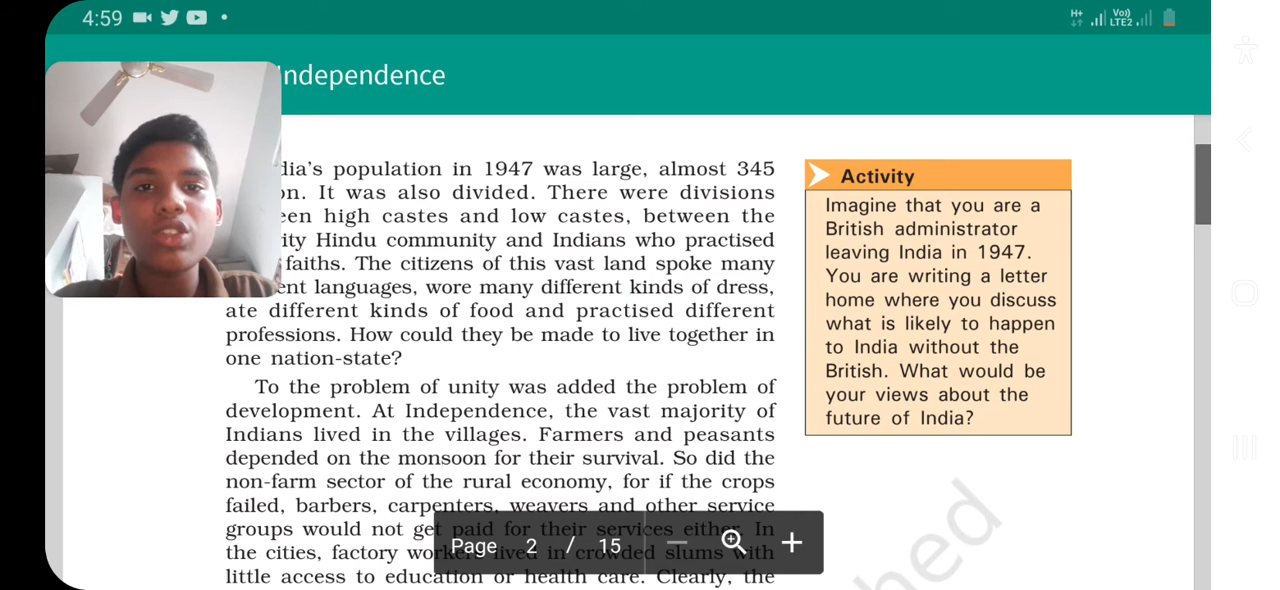 4:59
H+
Vo))
LTE2
Independence
dia's population in 1947 was large, almost 345
on. It was also divided. There were divisions
een high castes and low castes, between the
ity Hindu community and Indians who practised
faiths. The citizens of this vast land spoke many
ent languages, wore many different kinds of dress,
ate different kinds of food and practised different
professions. How could they be made to live together in
one nation-state?
To the problem of unity was added the problem of
development. At Independence, the vast majority of
Indians lived in the villages. Farmers and peasants
depended on the monsoon for their survival. So did the
non-farm sector of the rural economy, for if the crops
failed, barbers, carpenters, weavers and other service
groups would not get paid for their services either. In
the cities, factory workers lived in crowded slums with
little access to education or health care. Clearly, the
Activity
Imagine that you are a
British administrator
leaving India in 1947.
You are writing a letter
home where you discuss
what is likely to happen
to India without the
British. What would be
your views about the
future of India?
Page 2 / 15
hed